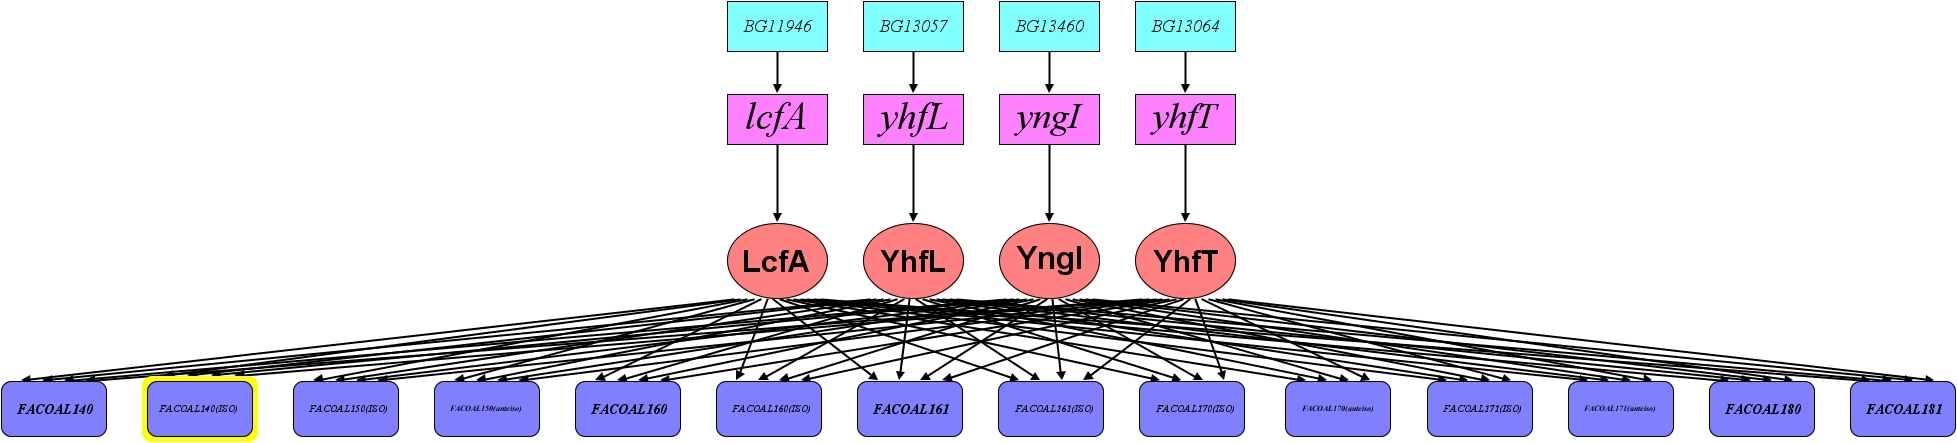 BG11946 BG13057 BG13460 BG13064
lcfA yhfL yngI yhfT
LcfA YhfL YngI YhfT
FACOAL140 FACOAL140(ISO) FACOAL150(ISO) FACOAL150(anteiso) FACOAL160 FACOAL160(ISO) FACOAL161 FACOAL161(ISO) FACOAL170(ISO) FACOAL170(anteiso) FACOAL171(ISO) FACOAL171(anteiso) FACOAL180 FACOAL181